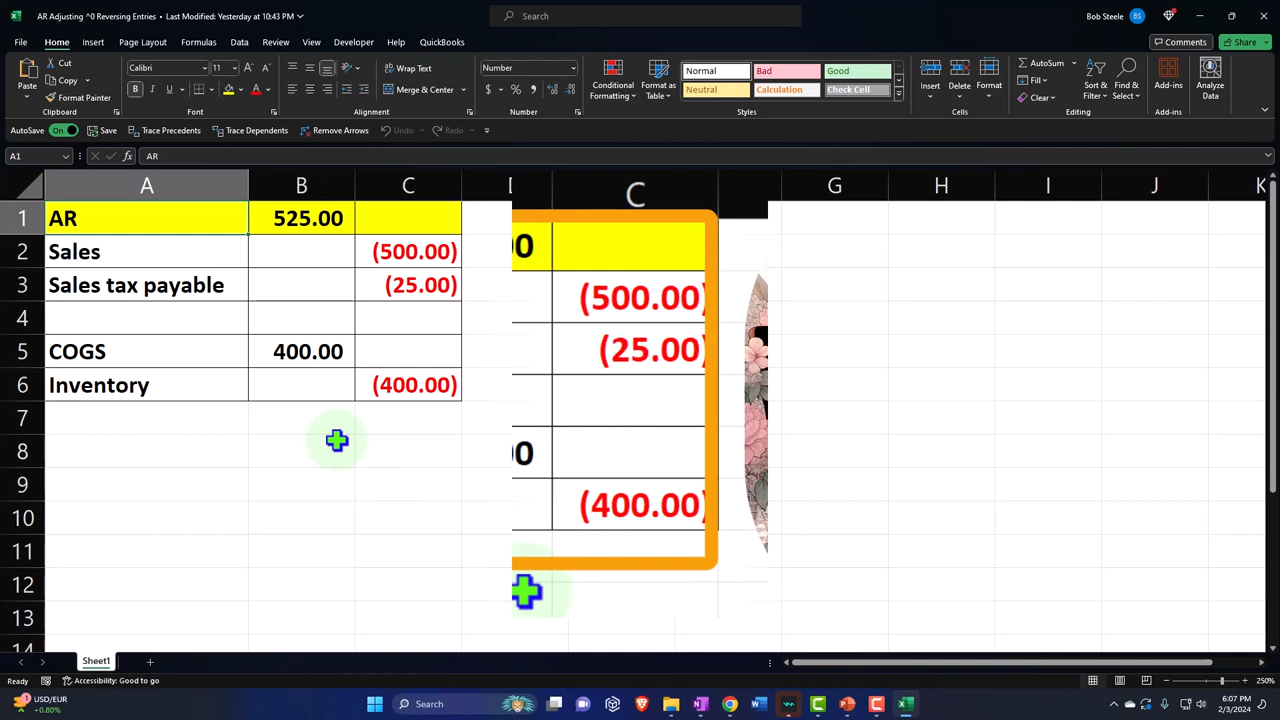 AR Adjusting ^0 Reversing Entries • Last Modified: Yesterday at 10:43 PM
Search
Bob Steele BS
File Home Insert Page Layout Formulas Data Review View Developer Help QuickBooks
Comments Share
Paste
Cut
Copy
Format Painter
Clipboard
Calibri 11
B I U
Font
Wrap Text
Merge & Center
Alignment
Number
$ % 9
Number
Conditional Formatting
Format as Table
Normal Bad Good
Neutral Calculation Check Cell
Styles
Insert Delete Format
Cells
AutoSum
Fill
Clear
Sort & Filter
Find & Select
Editing
Add-ins
Add-ins
Analyze Data
AutoSave On Save Trace Precedents Trace Dependents Remove Arrows Undo Redo
A1 fx AR
A B C D C G H I J K
1 AR 525.00
2 Sales (500.00)
3 Sales tax payable (25.00)
4
5 COGS 400.00
6 Inventory (400.00)
7
8
9
10
11
12
13
14
00
(500.00)
(25.00)
00
(400.00)
Sheet1
Ready Accessibility: Good to go 250%
USD/EUR
+0.80%
Search
6:07 PM
2/3/2024